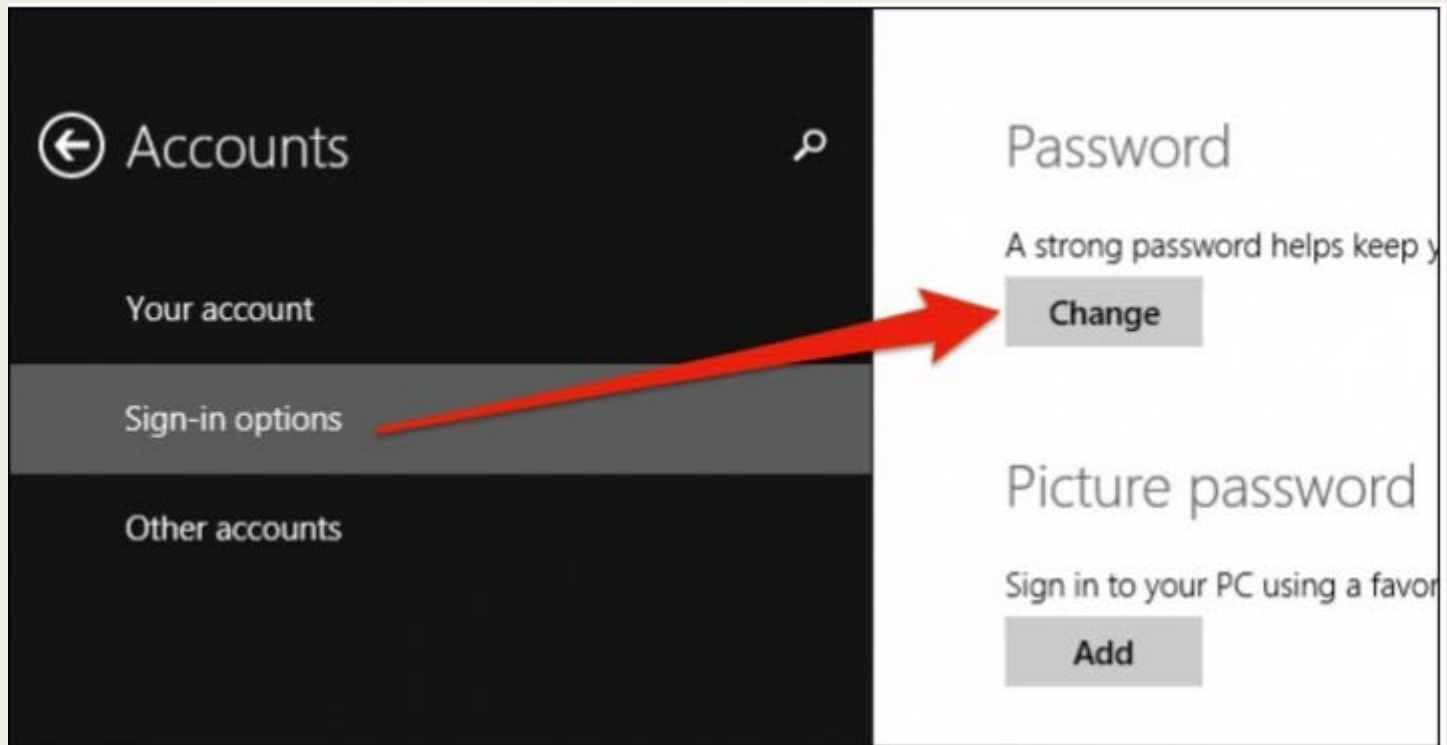 Accounts
Your account
Sign-in options
Other accounts
Password
A strong password helps keep
Change
Picture password
Sign in to your PC using a
Add